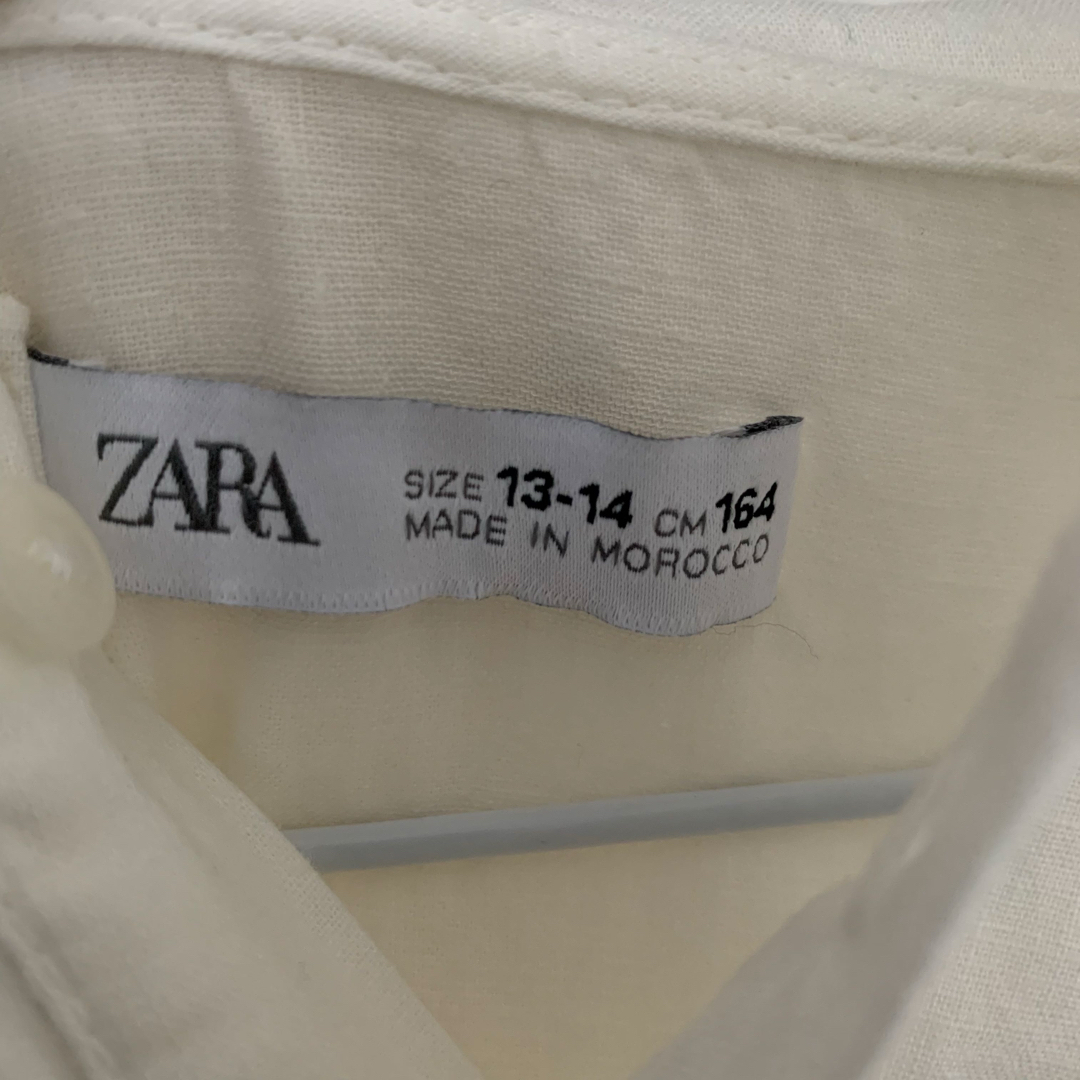 ZARA
SIZE 13-14 CM 164
MADE IN MOROCCO